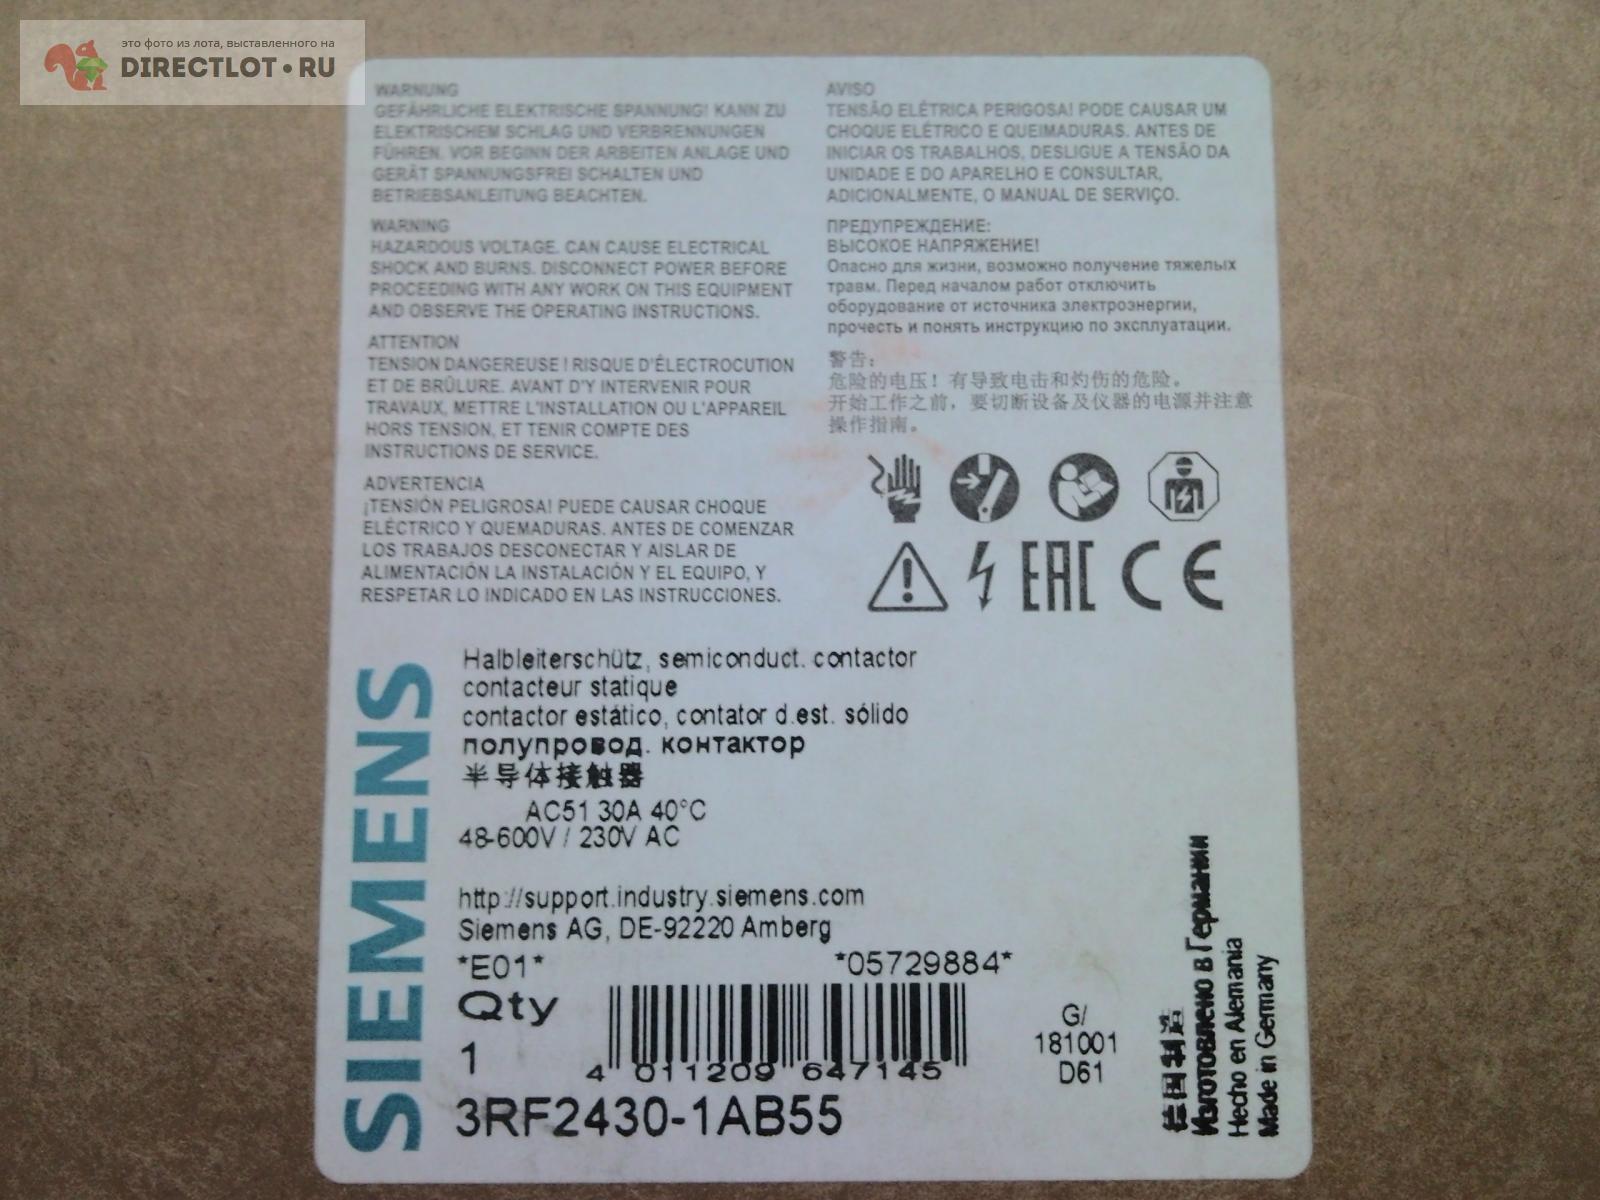 это фото из лота, выставленного на
DIRECTLOT.RU
WARNUNG
GEFÄHRLICHE ELEKTRISCHE SPANNUNG! KANN ZU
ELEKTRISCHEM SCHLAG UND VERBRENNUNGEN
FÜHREN. VOR BEGINN DER ARBEITEN ANLAGE UND
GERÄT SPANNUNGSFREI SCHALTEN UND
BETRIEBSANLEITUNG BEACHTEN.
WARNING
HAZARDOUS VOLTAGE. CAN CAUSE ELECTRICAL
SHOCK AND BURNS. DISCONNECT POWER BEFORE
PROCEEDING WITH ANY WORK ON THIS EQUIPMENT
AND OBSERVE THE OPERATING INSTRUCTIONS.
ATTENTION
TENSION DANGEREUSE ! RISQUE D'ÉLECTROCUTION
ET DE BRÛLURE. AVANT D'Y INTERVENIR POUR
TRAVAUX, METTRE L'INSTALLATION OU L'APPAREIL
HORS TENSION, ET TENIR COMPTE DES
INSTRUCTIONS DE SERVICE.
ADVERTENCIA
¡TENSIÓN PELIGROSA! PUEDE CAUSAR CHOQUE
ELÉCTRICO Y QUEMADURAS. ANTES DE COMENZAR
LOS TRABAJOS DESCONECTAR Y AISLAR DE
ALIMENTACIÓN LA INSTALACIÓN Y EL EQUIPO, Y
RESPETAR LO INDICADO EN LAS INSTRUCCIONES.
AVISO
TENSÃO ELÉTRICA PERIGOSA! PODE CAUSAR UM
CHOQUE ELÉTRICO E QUEIMADURAS. ANTES DE
INICIAR OS TRABALHOS, DESLIGUE A TENSÃO DA
UNIDADE E DO APARELHO E CONSULTAR,
ADICIONALMENTE, O MANUAL DE SERVIÇO.
ПРЕДУПРЕЖДЕНИЕ:
ВЫСОКОЕ НАПРЯЖЕНИЕ!
Опасно для жизни, возможно получение тяжелых
травм. Перед началом работ отключить
оборудование от источника электроэнергии,
прочесть и понять инструкцию по эксплуатации.
警告:
危险的电压！有导致电击和灼伤的危险。
开始工作之前，要切断设备及仪器的电源并注意
操作指南。
EAC CE
SIEMENS
Halbleiterschütz, semiconduct. contactor
contacteur statique
contactor estático, contator d.est. sólido
полупровод. контактор
半导体接触器
AC51 30A 40°C
48-600V / 230V AC
http://support.industry.siemens.com
Siemens AG, DE-92220 Amberg
*E01* *05729884*
Qty
1
4 011209 647145
G/
181001
D61
3RF2430-1AB55
德国制造
Изготовлено в Германии
Hecho en Alemania
Made in Germany